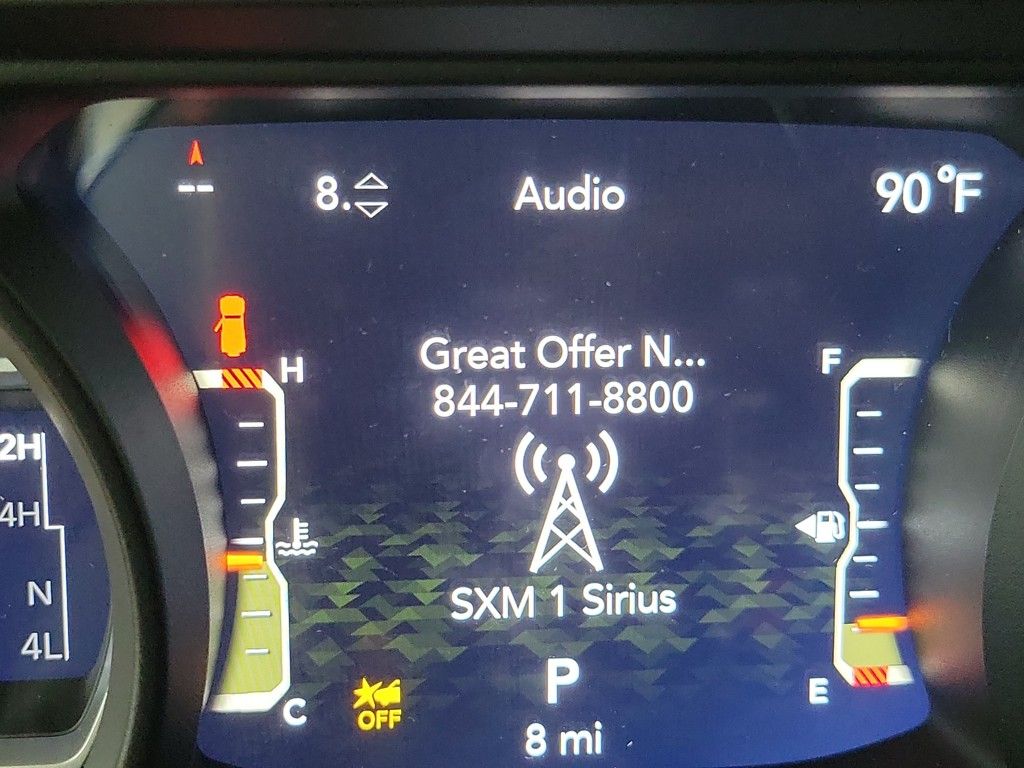 8. Audio 90°F
--
Great Offer N...
844-711-8800
H
F
2H
4H
N
4L
SXM 1 Sirius
P
C
OFF
E
8 mi